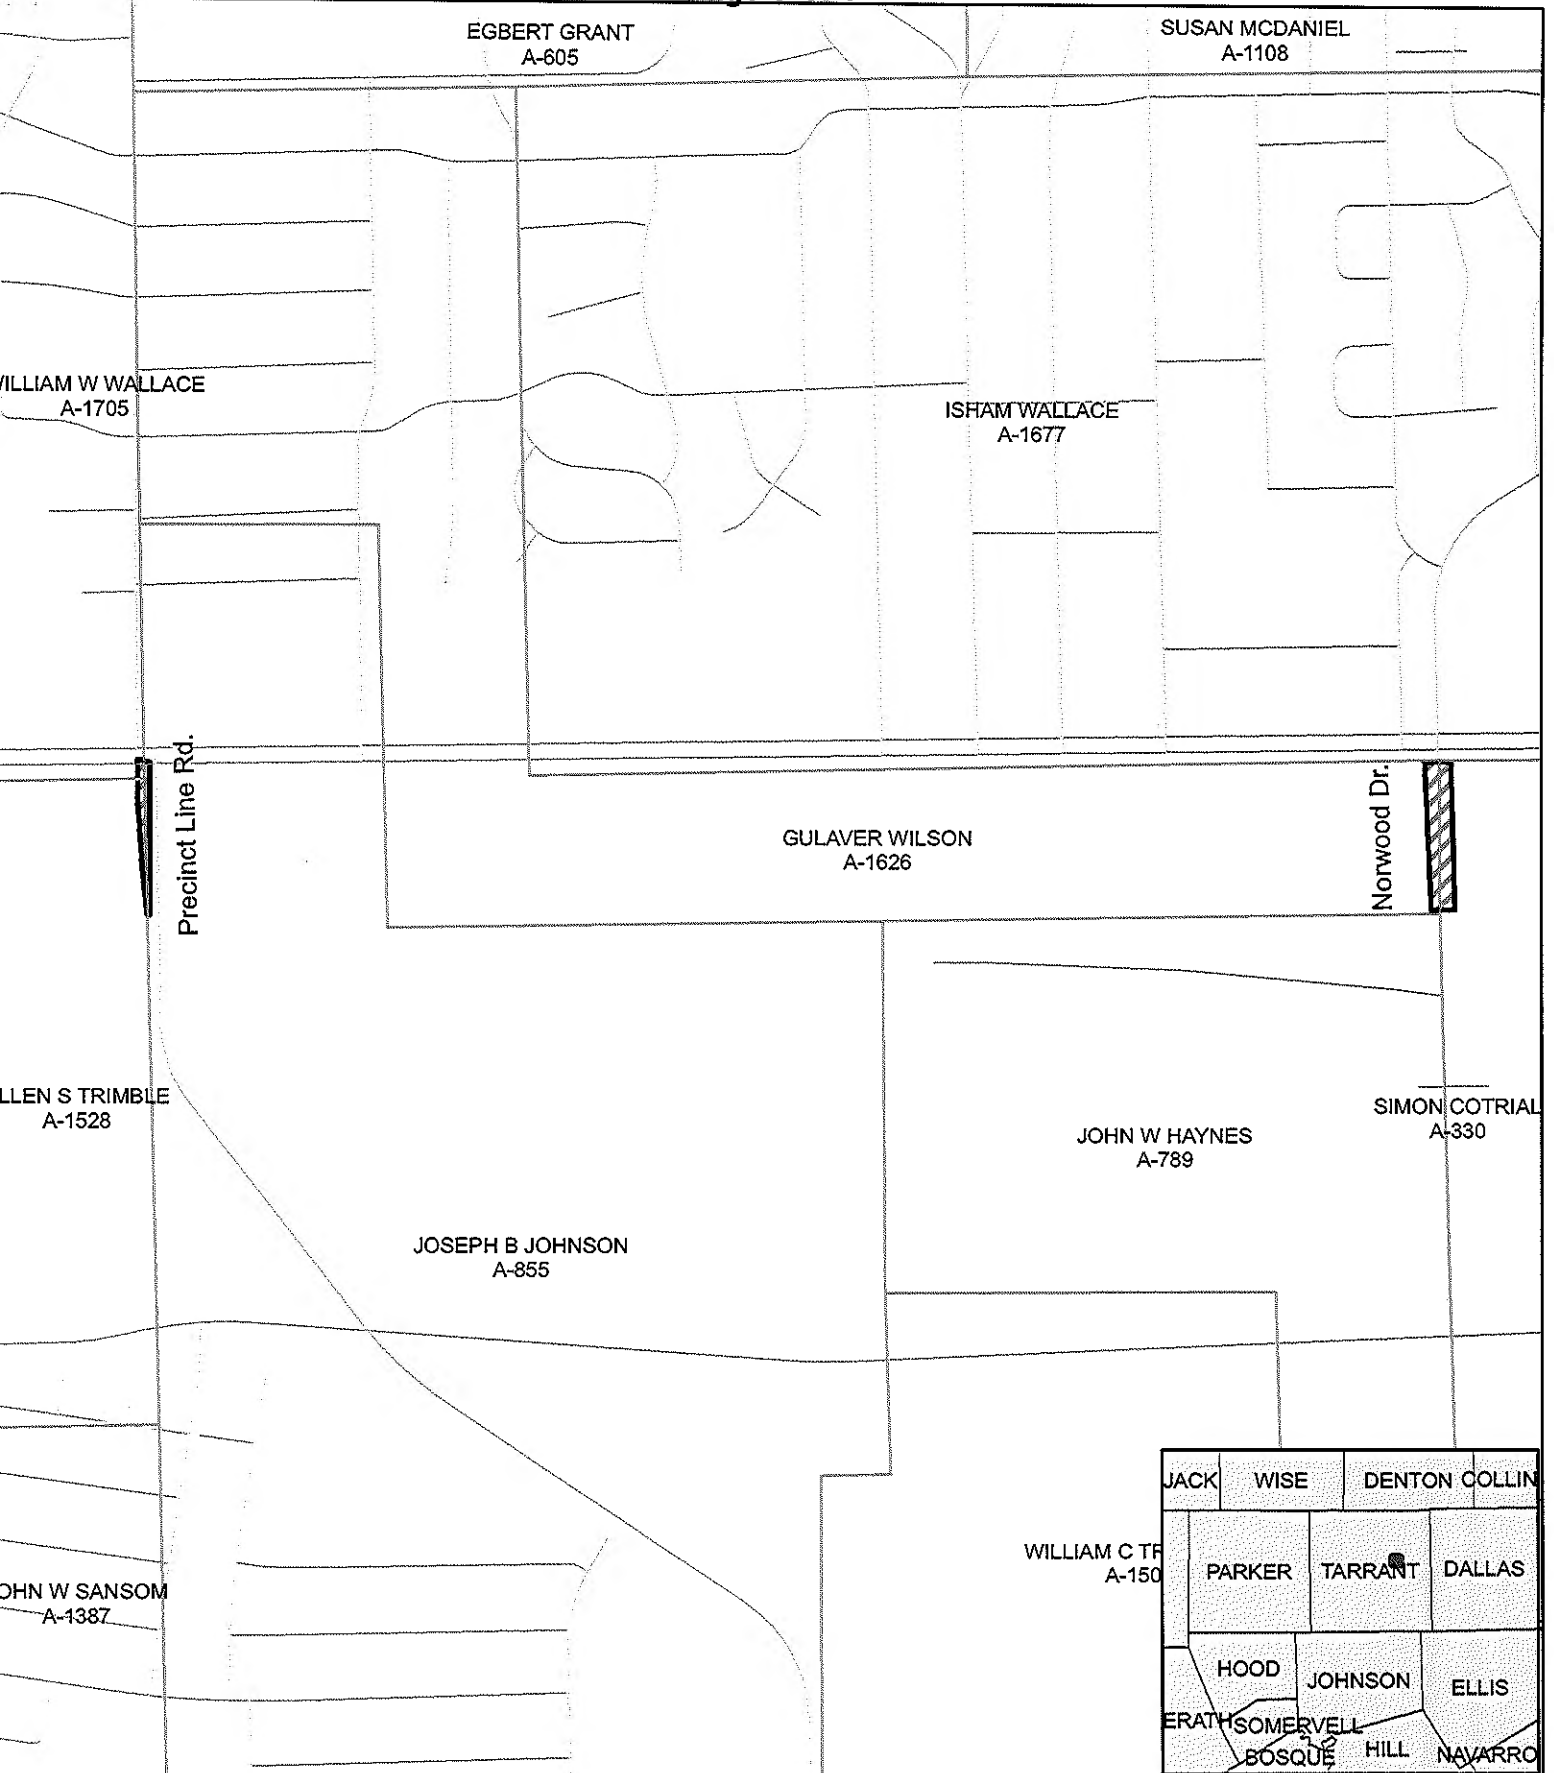 EGBERT GRANT
A-605
SUSAN MCDANIEL
A-1108
WILLIAM W WALLACE
A-1705
ISHAM WALLACE
A-1677
Precinct Line Rd.
GULAVER WILSON
A-1626
Norwood Dr.
LLEN S TRIMBLE
A-1528
JOHN W HAYNES
A-789
SIMON COTRIAL
A-330
JOSEPH B JOHNSON
A-855
WILLIAM C TR
A-150
OHN W SANSOM
A-1387
JACK WISE DENTON COLLIN
PARKER TARRANT DALLAS
HOOD JOHNSON ELLIS
ERATH SOMERVELL
BOSQUE HILL NAVARRO